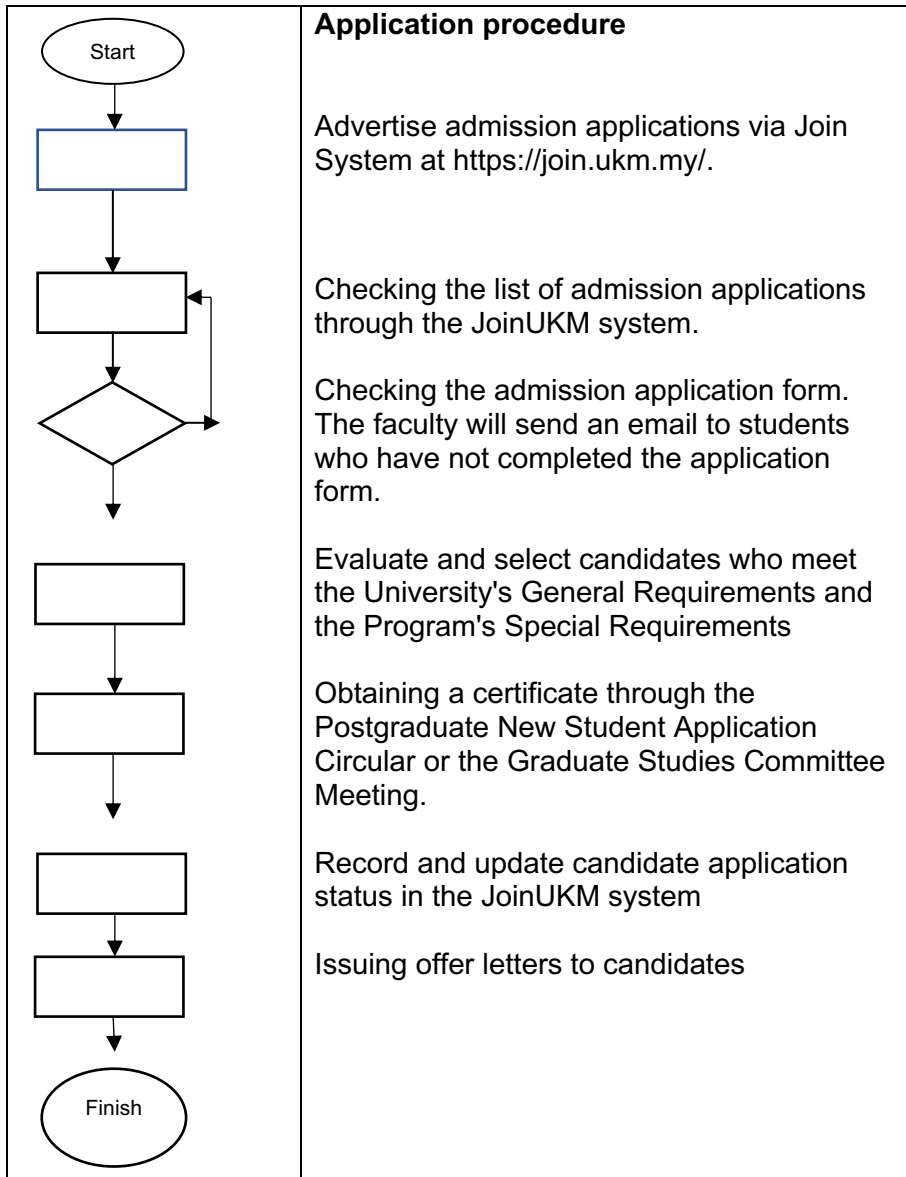 Start
Application procedure
Advertise admission applications via Join
System at https://join.ukm.my/.
Checking the list of admission applications
through the JoinUKM system.
Checking the admission application form.
The faculty will send an email to students
who have not completed the application
form.
Evaluate and select candidates who meet
the University's General Requirements and
the Program's Special Requirements
Obtaining a certificate through the
Postgraduate New Student Application
Circular or the Graduate Studies Committee
Meeting.
Record and update candidate application
status in the JoinUKM system
Issuing offer letters to candidates
Finish